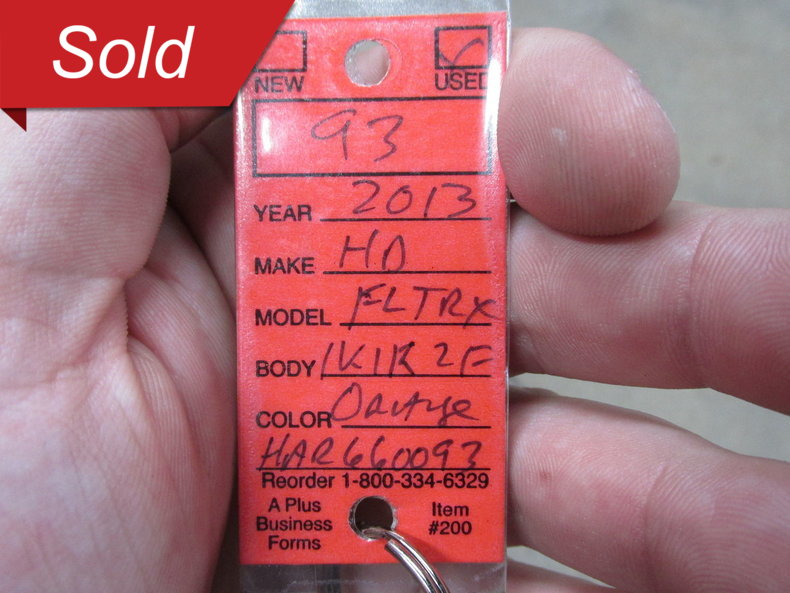 Sold
NEW USED
93
YEAR 2013
MAKE HD
MODEL FLTRX
BODY 1K1R2F
COLOR Orange
HAR660093
Reorder 1-800-334-6329
A Plus Item
Business #200
Forms